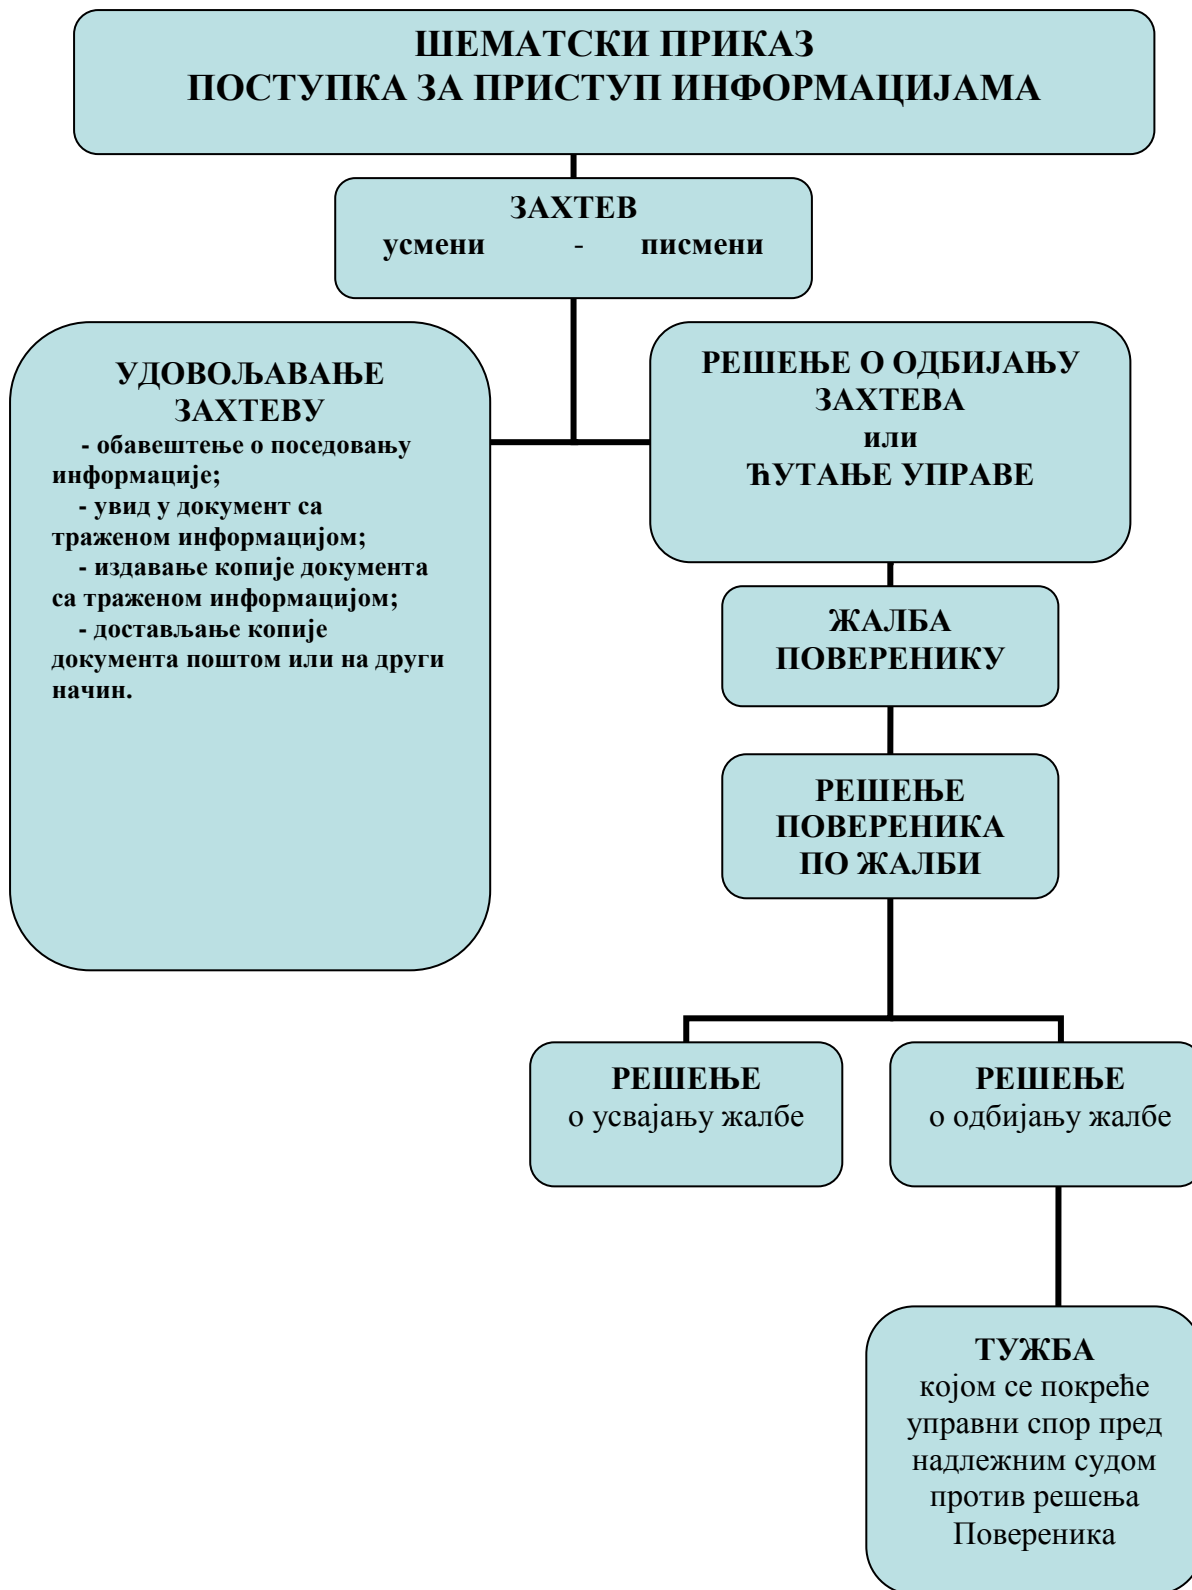 ШЕМАТСКИ ПРИКАЗ
ПОСТУПКА ЗА ПРИСТУП ИНФОРМАЦИЈАМА
ЗАХТЕВ
усмени - писмени
УДОВОЉАВАЊЕ
ЗАХТЕВУ
- обавештење о поседовању
информације;
- увид у документ са
траженом информацијом;
- издавање копије документа
са траженом информацијом;
- достављање копије
документа поштом или на други
начин.
РЕШЕЊЕ О ОДБИЈАЊУ
ЗАХТЕВА
или
ЋУТАЊЕ УПРАВЕ
ЖАЛБА
ПОВЕРЕНИКУ
РЕШЕЊЕ
ПОВЕРЕНИКА
ПО ЖАЛБИ
РЕШЕЊЕ
о усвајању жалбе
РЕШЕЊЕ
о одбијању жалбе
ТУЖБА
којом се покреће
управни спор пред
надлежним судом
против решења
Повереника